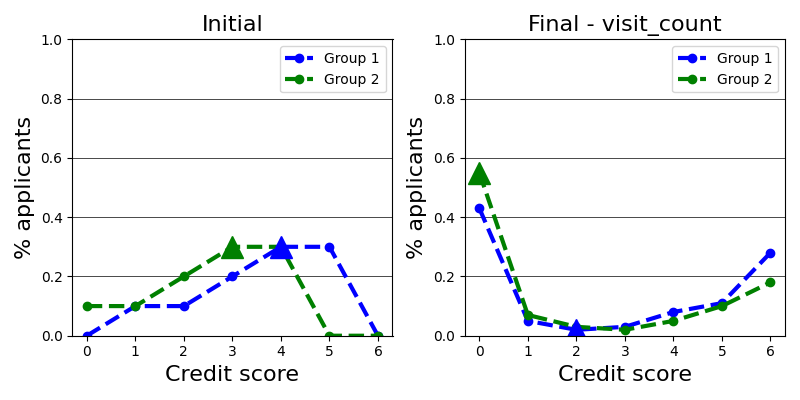 Initial
1.0
0.8
0.6
0.4
0.2
0.0
% applicants
Group 1
Group 2
0 1 2 3 4 5 6
Credit score
Final - visit_count
1.0
0.8
0.6
0.4
0.2
0.0
% applicants
Group 1
Group 2
0 1 2 3 4 5 6
Credit score